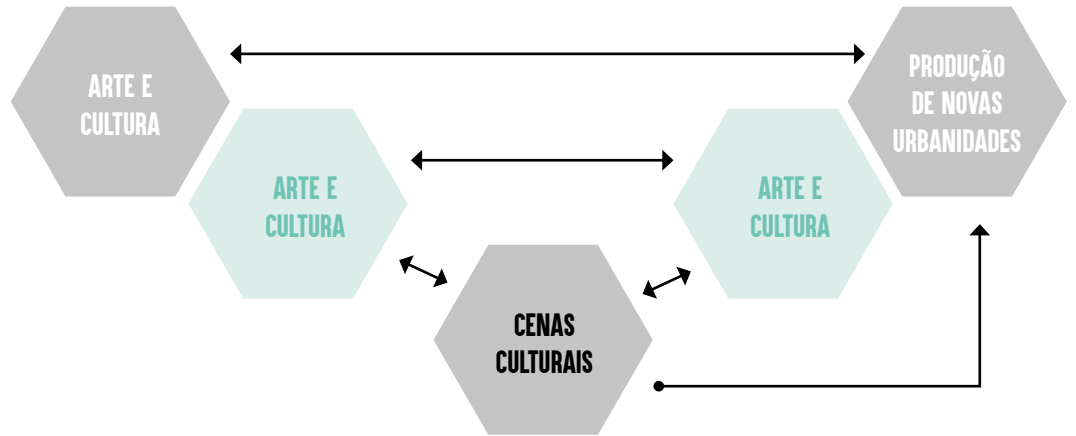 ARTE E
CULTURA
PRODUÇÃO
DE NOVAS
URBANIDADES
ARTE E
CULTURA
ARTE E
CULTURA
CENAS
CULTURAIS